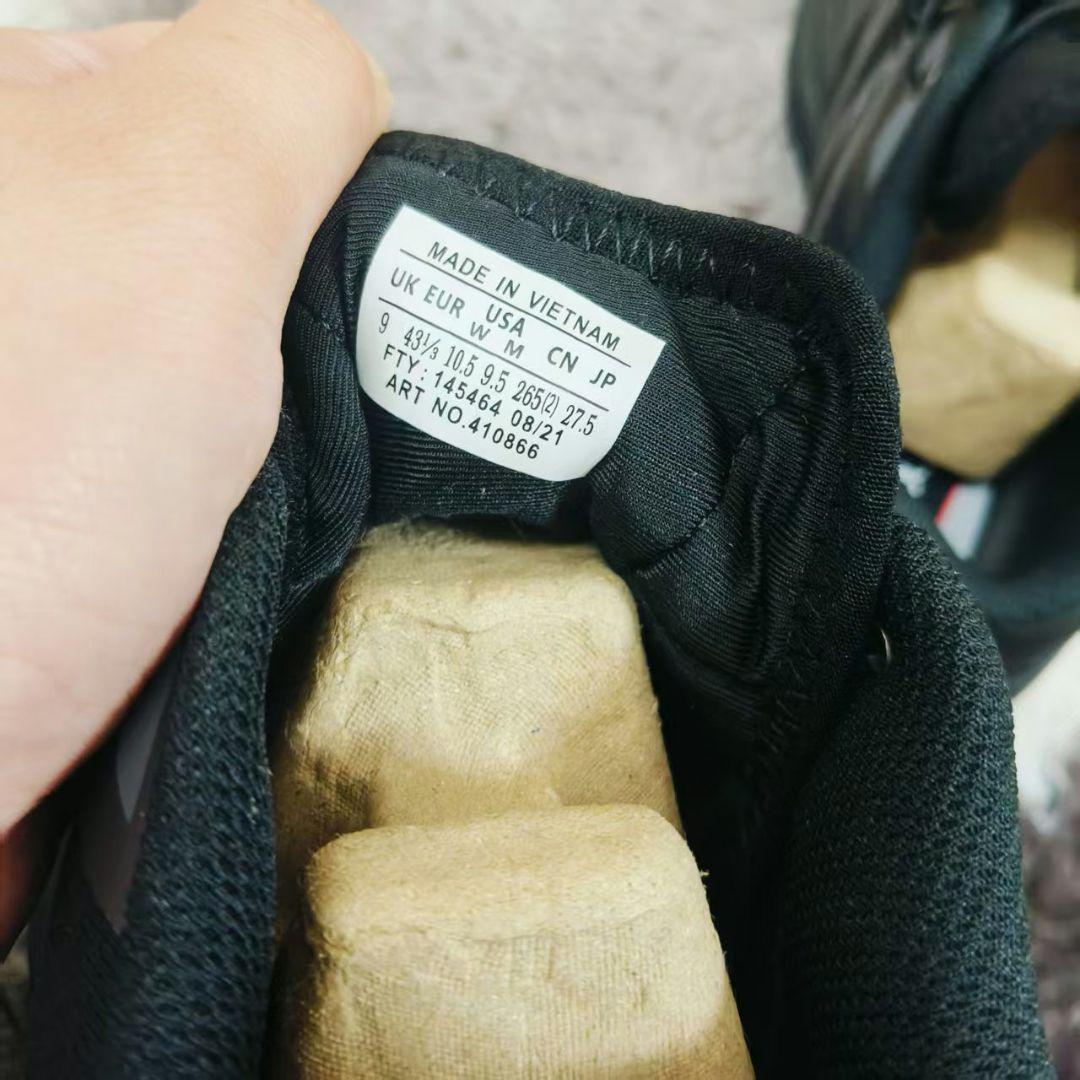 MADE IN VIETNAM
UK EUR USA CN JP
W M
9 43⅓ 10.5 9.5 265(2) 27.5
FTY: 145464 08/21
ART NO.410866